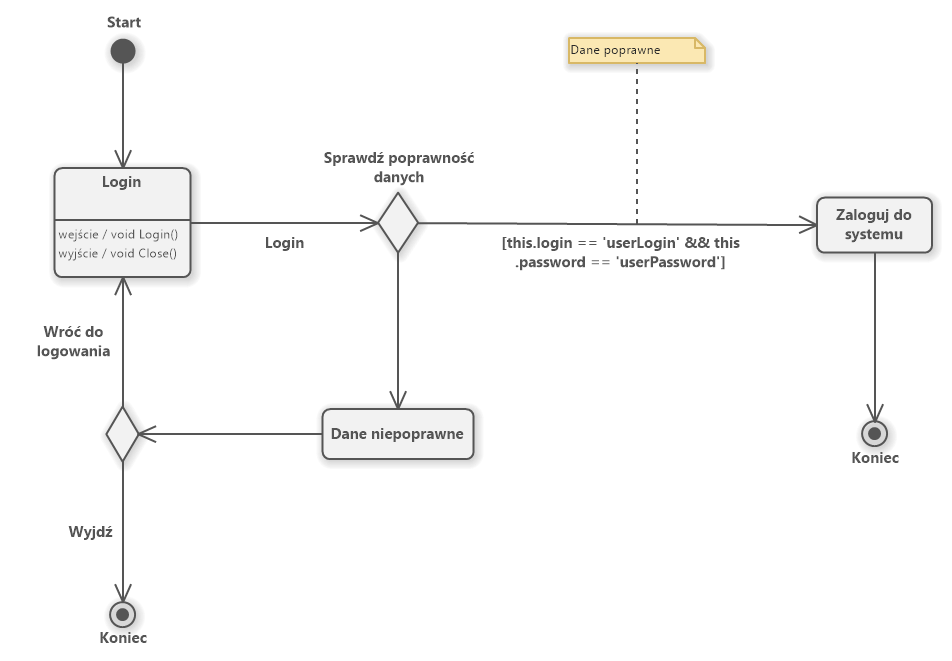 Start
Dane poprawne
Sprawdź poprawność
danych
Login
wejście / void Login()
wyjście / void Close()
Login
[this.login == 'userLogin' && this
.password == 'userPassword']
Zaloguj do
systemu
Wróć do
logowania
Dane niepoprawne
Koniec
Wyjdź
Koniec